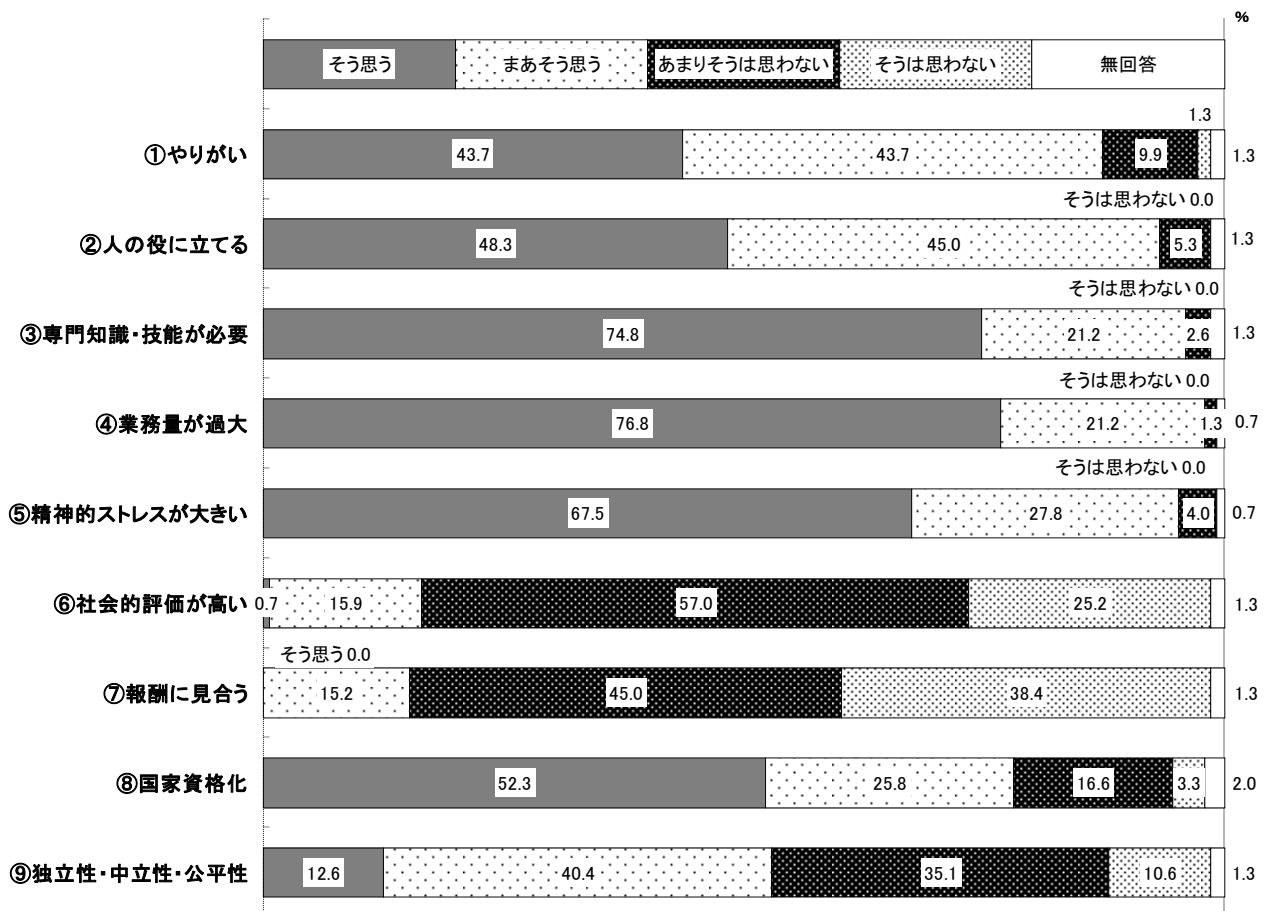 %
そう思う まあそう思う あまりそうは思わない そうは思わない 無回答
1.3
①やりがい 43.7 43.7 9.9 1.3
そうは思わない 0.0
②人の役に立てる 48.3 45.0 5.3 1.3
そうは思わない 0.0
③専門知識・技能が必要 74.8 21.2 2.6 1.3
そうは思わない 0.0
④業務量が過大 76.8 21.2 1.3 0.7
そうは思わない 0.0
⑤精神的ストレスが大きい 67.5 27.8 4.0 0.7
⑥社会的評価が高い 0.7 15.9 57.0 25.2 1.3
そう思う 0.0
⑦報酬に見合う 15.2 45.0 38.4 1.3
⑧国家資格化 52.3 25.8 16.6 3.3 2.0
⑨独立性・中立性・公平性 12.6 40.4 35.1 10.6 1.3